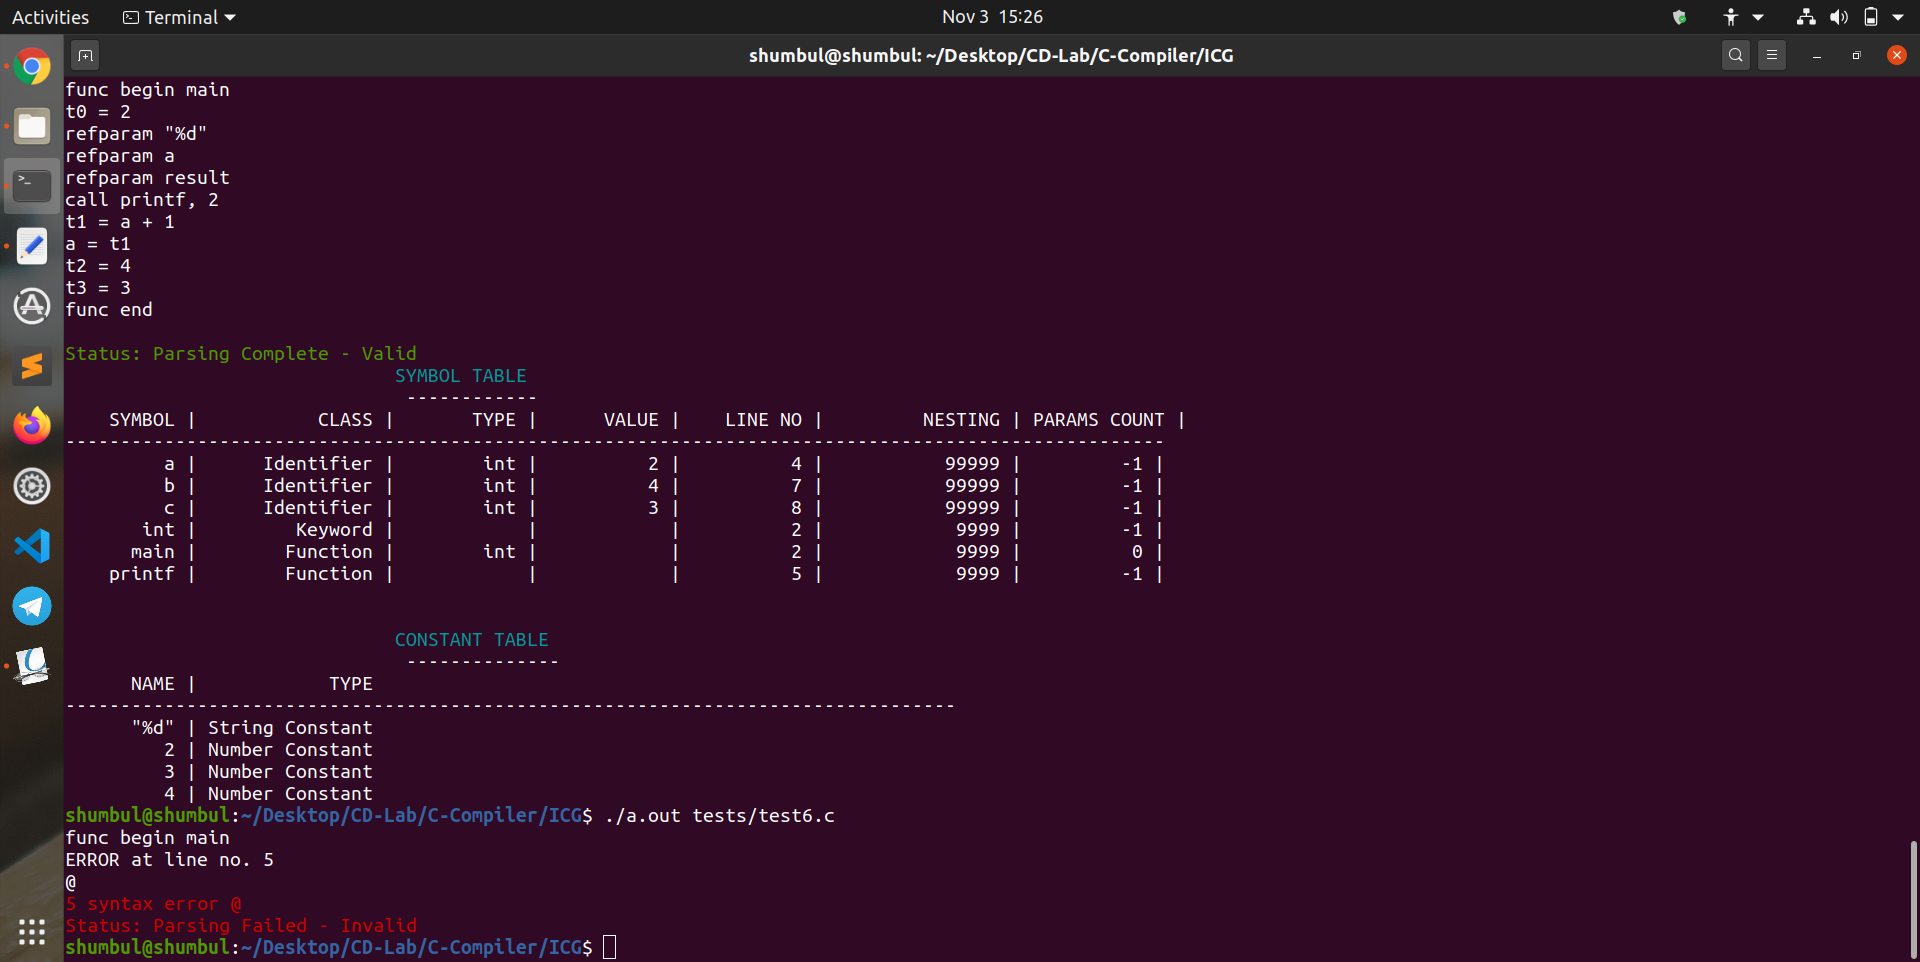 Activities Terminal Nov 3 15:26
shumbul@shumbul: ~/Desktop/CD-Lab/C-Compiler/ICG
func begin main
t0 = 2
refparam "%d"
refparam a
refparam result
call printf, 2
t1 = a + 1
a = t1
t2 = 4
t3 = 3
func end
Status: Parsing Complete - Valid
SYMBOL TABLE
------------
SYMBOL | CLASS | TYPE | VALUE | LINE NO | NESTING | PARAMS COUNT |
----------------------------------------------------------------------------------------------------
a | Identifier | int | 2 | 4 | 99999 | -1 |
b | Identifier | int | 4 | 7 | 99999 | -1 |
c | Identifier | int | 3 | 8 | 99999 | -1 |
int | Keyword | | | 2 | 9999 | -1 |
main | Function | int | | 2 | 9999 | 0 |
printf | Function | | | 5 | 9999 | -1 |
CONSTANT TABLE
--------------
NAME | TYPE
---------------------------------------------------------------------------------
"%d" | String Constant
2 | Number Constant
3 | Number Constant
4 | Number Constant
shumbul@shumbul:~/Desktop/CD-Lab/C-Compiler/ICG$ ./a.out tests/test6.c
func begin main
ERROR at line no. 5
@
5 syntax error @
Status: Parsing Failed - Invalid
shumbul@shumbul:~/Desktop/CD-Lab/C-Compiler/ICG$